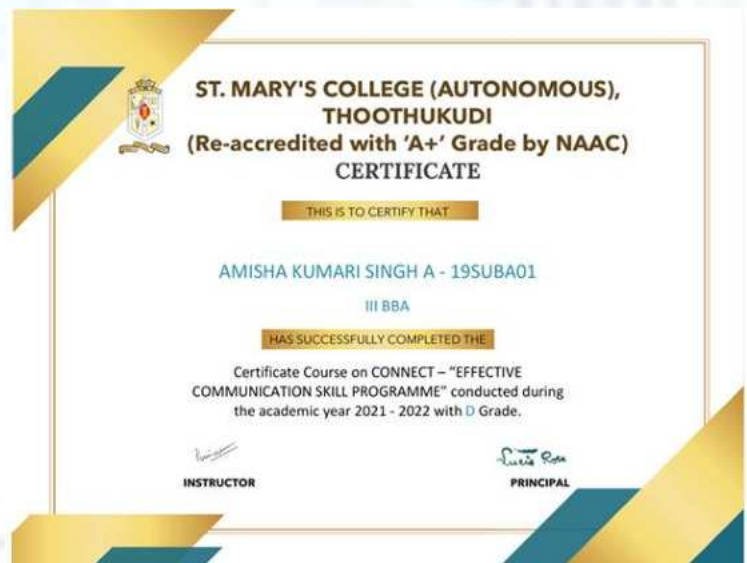 ST. MARY'S COLLEGE (AUTONOMOUS),
THOOTHUKUDI
(Re-accredited with ‘A+’ Grade by NAAC)
CERTIFICATE
THIS IS TO CERTIFY THAT
AMISHA KUMARI SINGH A - 19SUBA01
III BBA
HAS SUCCESSFULLY COMPLETED THE
Certificate Course on CONNECT – “EFFECTIVE
COMMUNICATION SKILL PROGRAMME” conducted during
the academic year 2021 - 2022 with D Grade.
Lucia Rose
INSTRUCTOR
PRINCIPAL